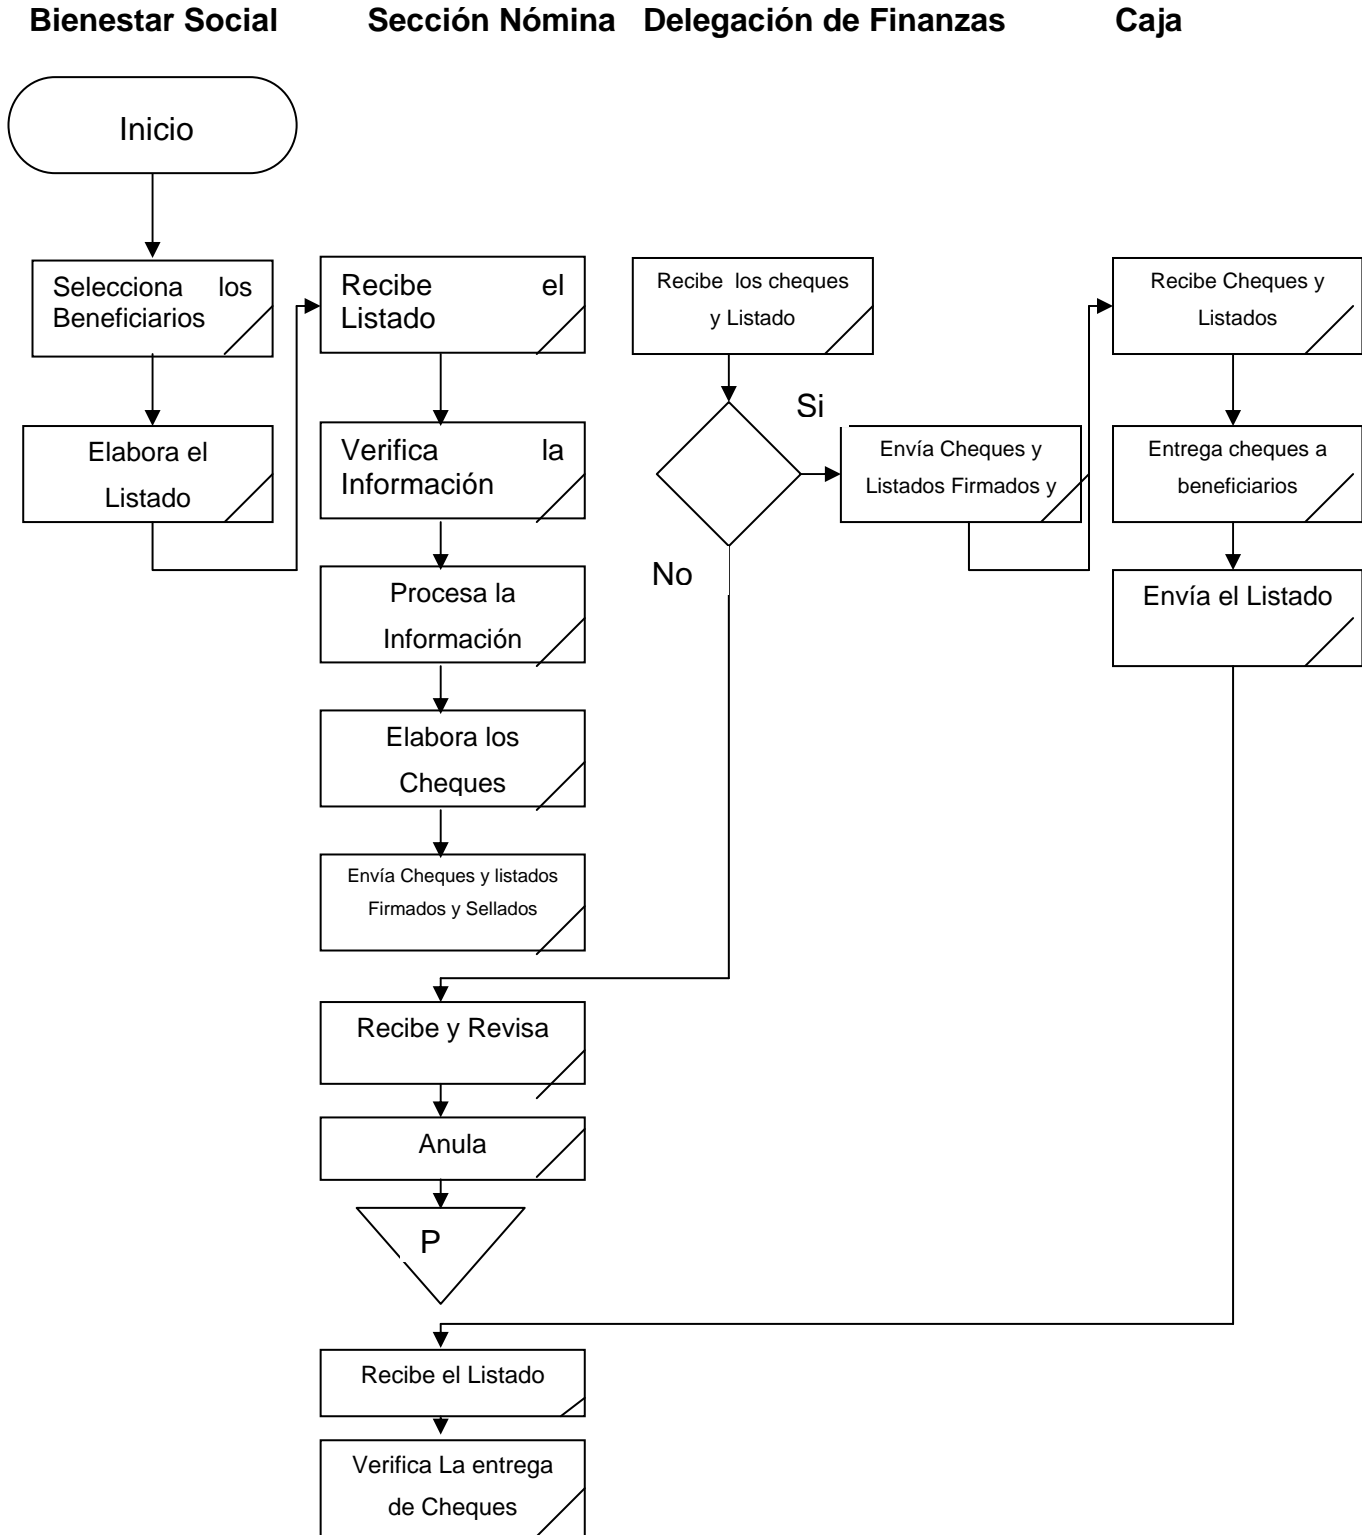 Bienestar Social Sección Nómina Delegación de Finanzas Caja
Inicio
Selecciona los
Beneficiarios
Elabora el
Listado
Recibe el
Listado
Verifica la
Información
Procesa la
Información
Elabora los
Cheques
Envía Cheques y listados
Firmados y Sellados
Recibe los cheques
y Listado
Si
No
Envía Cheques y
Listados Firmados y
Recibe Cheques y
Listados
Entrega cheques a
beneficiarios
Envía el Listado
Recibe y Revisa
Anula
P
Recibe el Listado
Verifica La entrega
de Cheques